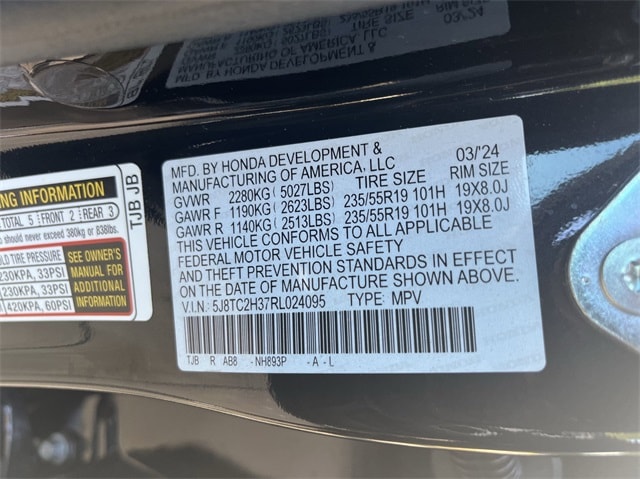 MFD. BY HONDA DEVELOPMENT &
MANUFACTURING OF AMERICA, LLC 03/'24
GVWR 2280KG (5027LBS) TIRE SIZE RIM SIZE
GAWR F 1190KG (2623LBS) 235/55R19 101H 19X8.0J
GAWR R 1140KG (2513LBS) 235/55R19 101H 19X8.0J
THIS VEHICLE CONFORMS TO ALL APPLICABLE
FEDERAL MOTOR VEHICLE SAFETY
AND THEFT PREVENTION STANDARDS IN EFFECT
ON THE DATE OF MANUFACTURE SHOWN ABOVE.
V.I.N.: 5J8TC2H37RL024095 TYPE: MPV
TJB R AB8 -NH893P -A-L
ING INFORMATION
TOTAL 5 FRONT 2 REAR 3
should never exceed 380kg or 838lbs.
TIRE PRESSURE
230KPA, 33PSI
230KPA, 33PSI
420KPA, 60PSI
SEE OWNER'S
MANUAL FOR
ADDITIONAL
INFORMATION
TJB JB